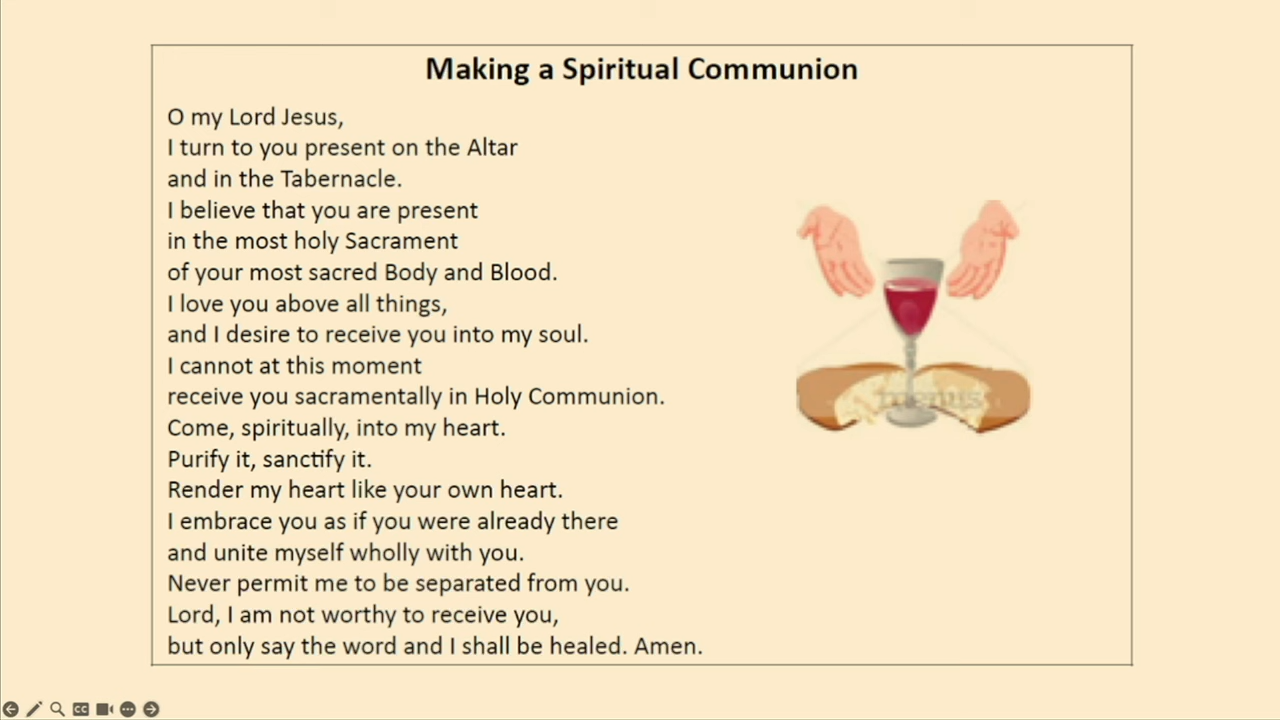 Making a Spiritual Communion
O my Lord Jesus,
I turn to you present on the Altar
and in the Tabernacle.
I believe that you are present
in the most holy Sacrament
of your most sacred Body and Blood.
I love you above all things,
and I desire to receive you into my soul.
I cannot at this moment
receive you sacramentally in Holy Communion.
Come, spiritually, into my heart.
Purify it, sanctify it.
Render my heart like your own heart.
I embrace you as if you were already there
and unite myself wholly with you.
Never permit me to be separated from you.
Lord, I am not worthy to receive you,
but only say the word and I shall be healed. Amen.
CC